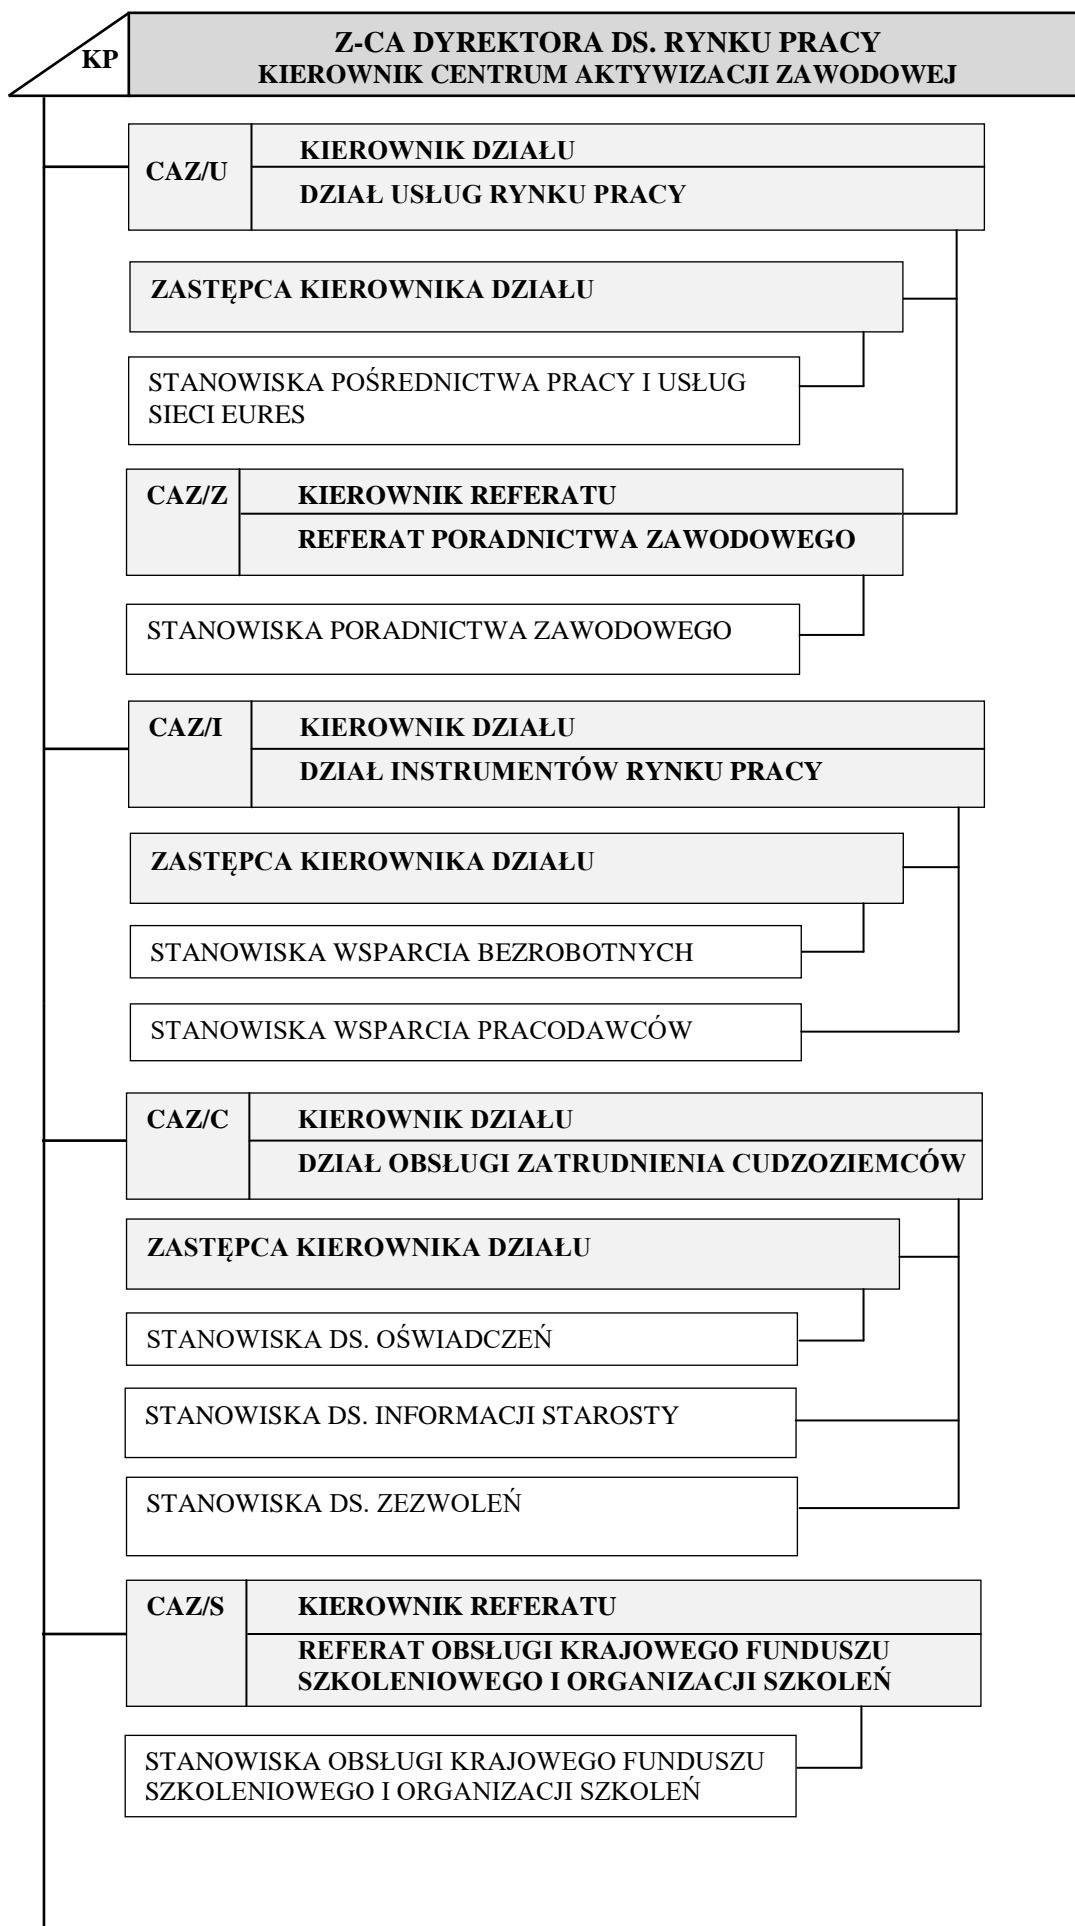 KP
Z-CA DYREKTORA DS. RYNKU PRACY
KIEROWNIK CENTRUM AKTYWIZACJI ZAWODOWEJ
CAZ/U
KIEROWNIK DZIAŁU
DZIAŁ USŁUG RYNKU PRACY
ZASTĘPCA KIEROWNIKA DZIAŁU
STANOWISKA POŚREDNICTWA PRACY I USŁUG
SIECI EURES
CAZ/Z
KIEROWNIK REFERATU
REFERAT PORADNICTWA ZAWODOWEGO
STANOWISKA PORADNICTWA ZAWODOWEGO
CAZ/I
KIEROWNIK DZIAŁU
DZIAŁ INSTRUMENTÓW RYNKU PRACY
ZASTĘPCA KIEROWNIKA DZIAŁU
STANOWISKA WSPARCIA BEZROBOTNYCH
STANOWISKA WSPARCIA PRACODAWCÓW
CAZ/C
KIEROWNIK DZIAŁU
DZIAŁ OBSŁUGI ZATRUDNIENIA CUDZOZIEMCÓW
ZASTĘPCA KIEROWNIKA DZIAŁU
STANOWISKA DS. OŚWIADCZEŃ
STANOWISKA DS. INFORMACJI STAROSTY
STANOWISKA DS. ZEZWOLEŃ
CAZ/S
KIEROWNIK REFERATU
REFERAT OBSŁUGI KRAJOWEGO FUNDUSZU
SZKOLENIOWEGO I ORGANIZACJI SZKOLEŃ
STANOWISKA OBSŁUGI KRAJOWEGO FUNDUSZU
SZKOLENIOWEGO I ORGANIZACJI SZKOLEŃ